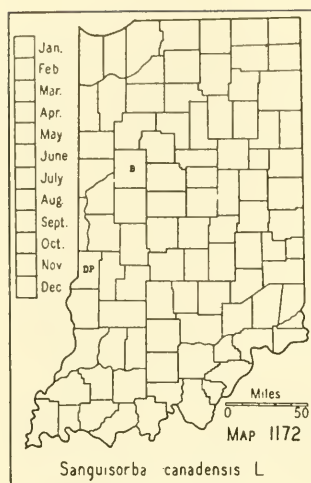 Jan.
Feb
Mar.
Apr.
May
June
July
Aug.
Sept.
Oct.
Nov
Dec
B
DP
Miles
0 50
MAP 1172
Sanguisorba canadensis L